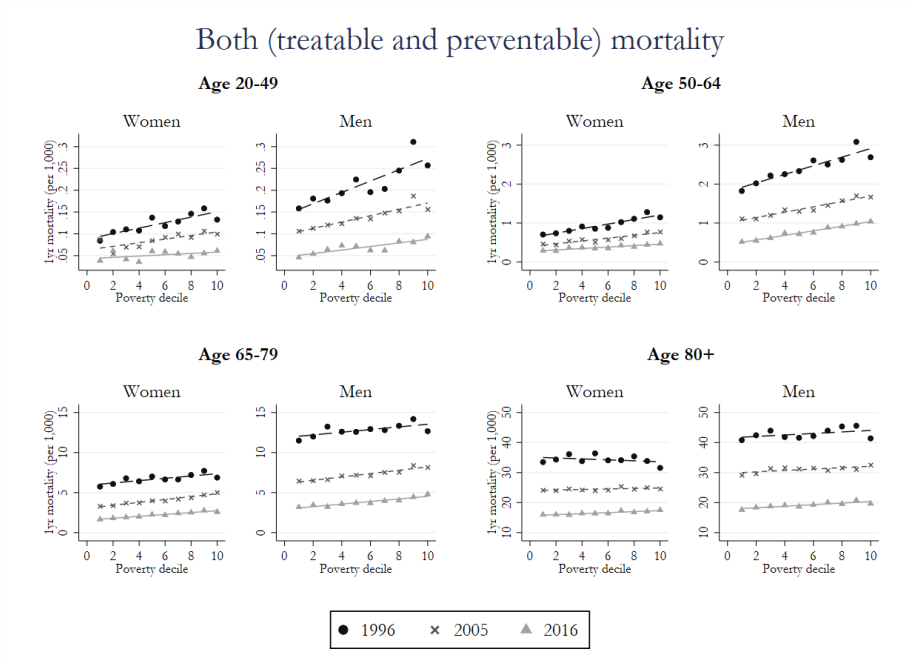 Both (treatable and preventable) mortality
Age 20-49
Women
Men
1yr mortality (per 1,000)
.05 .1 .15 .2 .25 .3
0 2 4 6 8 10
Poverty decile
0 2 4 6 8 10
Poverty decile
Age 50-64
Women
Men
1yr mortality (per 1,000)
0 1 2 3
0 2 4 6 8 10
Poverty decile
0 1 2 3
0 2 4 6 8 10
Poverty decile
Age 65-79
Women
Men
1yr mortality (per 1,000)
0 5 10 15
0 2 4 6 8 10
Poverty decile
0 5 10 15
0 2 4 6 8 10
Poverty decile
Age 80+
Women
Men
1yr mortality (per 1,000)
10 20 30 40 50
0 2 4 6 8 10
Poverty decile
10 20 30 40 50
0 2 4 6 8 10
Poverty decile
1996 2005 2016